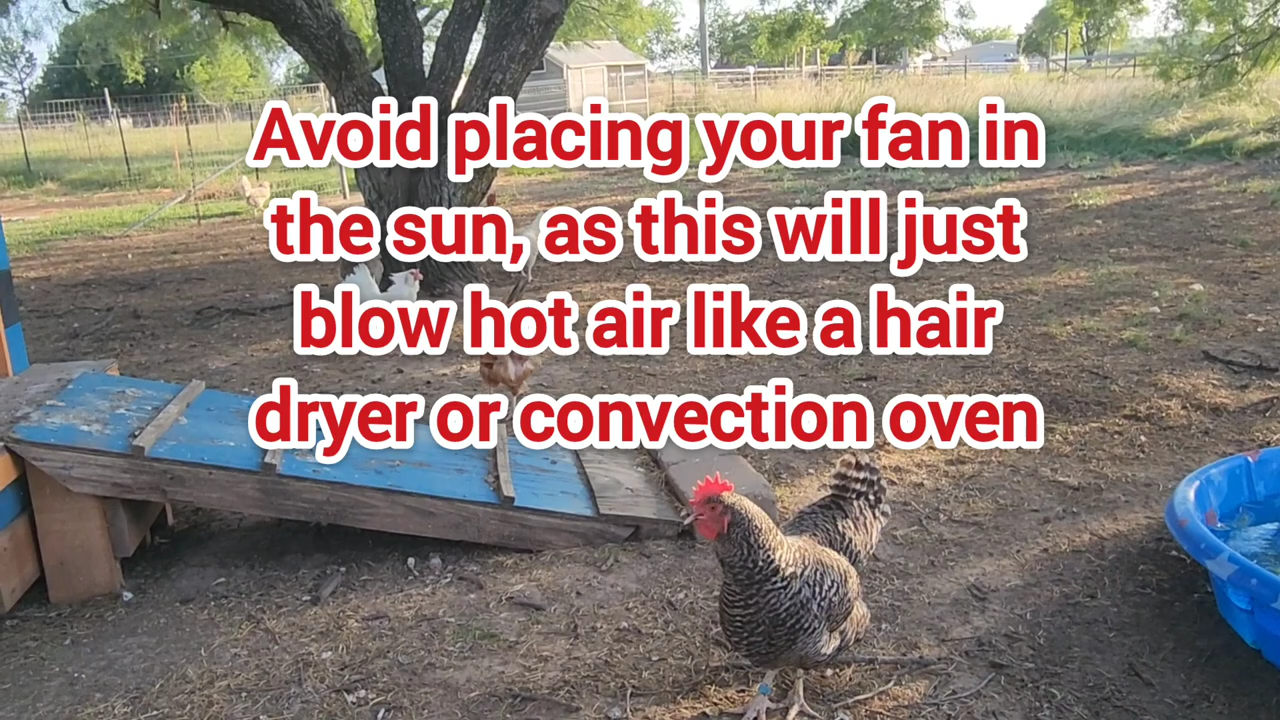 Avoid placing your fan in
the sun, as this will just
blow hot air like a hair
dryer or convection oven